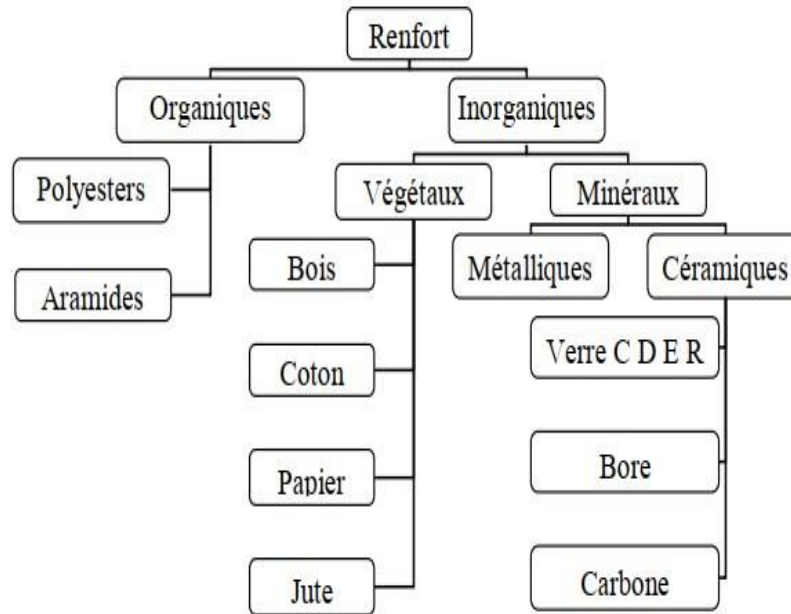 Renfort
Organiques
Inorganiques
Polyesters
Végétaux
Minéraux
Bois
Métalliques
Céramiques
Aramides
Verre C D E R
Coton
Bore
Papier
Jute
Carbone